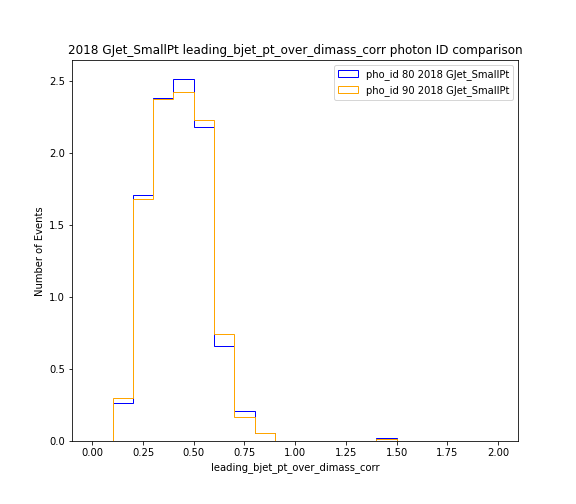 2018 GJet_SmallPt leading_bjet_pt_over_dimass_corr photon ID comparison
pho_id 80 2018 GJet_SmallPt
pho_id 90 2018 GJet_SmallPt
Number of Events
2.5
2.0
1.5
1.0
0.5
0.0
0.00 0.25 0.50 0.75 1.00 1.25 1.50 1.75 2.00
leading_bjet_pt_over_dimass_corr